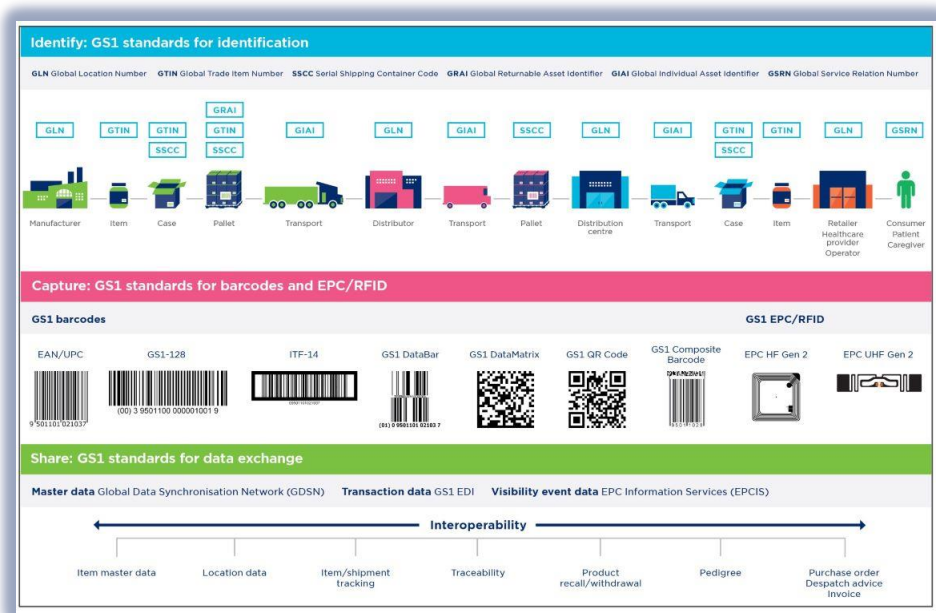 Identify: GS1 standards for identification
GLN Global Location Number GTIN Global Trade Item Number SSCC Serial Shipping Container Code GRAI Global Returnable Asset Identifier GIAI Global Individual Asset Identifier GSRN Global Service Relation Number
GRAI
GLN GTIN GTIN GTIN GIAI GLN GIAI SSCC GLN GIAI GTIN GTIN GLN GSRN
SSCC SSCC SSCC
Manufacturer Item Case Pallet Transport Distributor Transport Pallet Distribution Transport Case Item Retailer Consumer
centre Healthcare Patient
provider Caregiver
Operator
Capture: GS1 standards for barcodes and EPC/RFID
GS1 barcodes GS1 EPC/RFID
EAN/UPC GS1-128 ITF-14 GS1 DataBar GS1 DataMatrix GS1 QR Code GS1 Composite EPC HF Gen 2 EPC UHF Gen 2
Barcode
(00) 3 9501100 000001001 9
9 501101 021037
(01) 0 9501101 02103 7
Share: GS1 standards for data exchange
Master data Global Data Synchronisation Network (GDSN) Transaction data GS1 EDI Visibility event data EPC Information Services (EPCIS)
Interoperability
Item master data Location data Item/shipment Traceability Product Pedigree Purchase order
tracking recall/withdrawal Despatch advice
Invoice